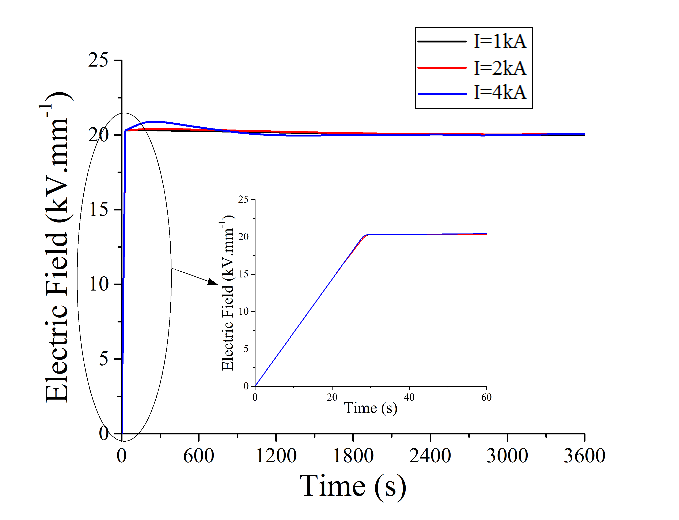 I=1kA
I=2kA
I=4kA
25
20
15
10
5
0
Electric Field (kV.mm⁻¹)
0 600 1200 1800 2400 3000 3600
Time (s)
25
20
15
10
5
0
Electric Field (kV.mm⁻¹)
0 20 40 60
Time (s)